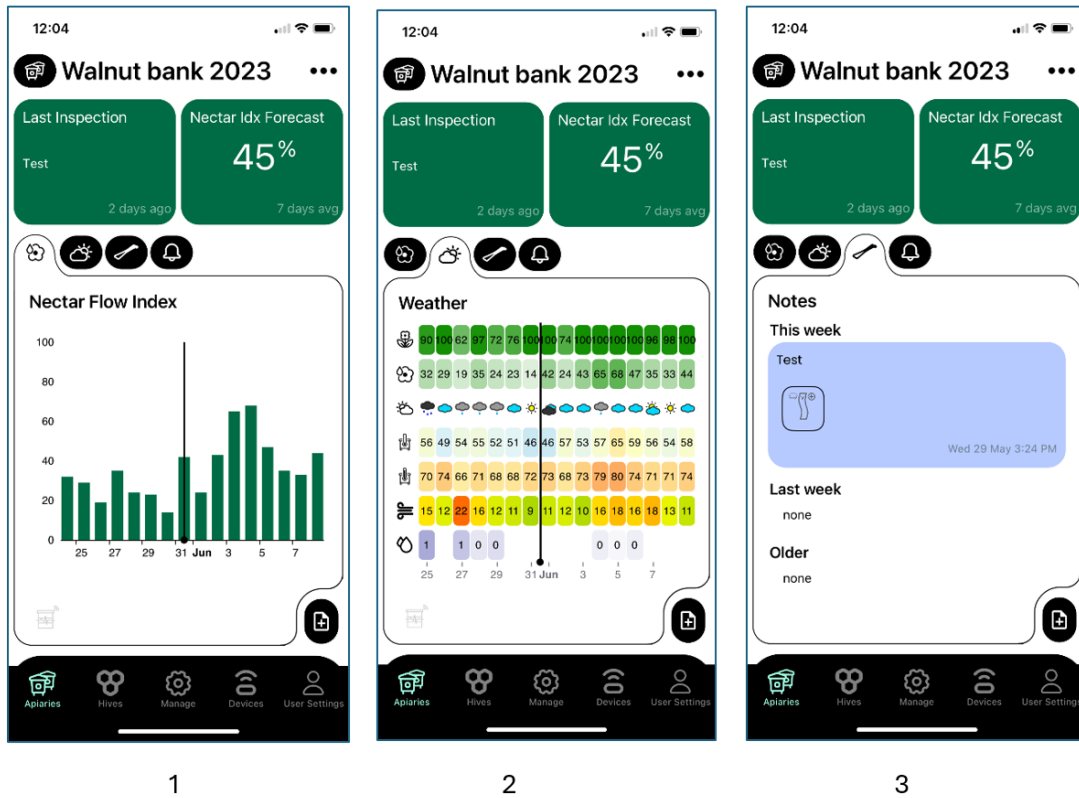 12:04
Walnut bank 2023
Last Inspection
Test
2 days ago
Nectar Idx Forecast
45%
7 days avg
Nectar Flow Index
100
80
60
40
20
0
25 27 29 31 Jun 3 5 7
Apiaries Hives Manage Devices User Settings
1
12:04
Walnut bank 2023
Last Inspection
Test
2 days ago
Nectar Idx Forecast
45%
7 days avg
Weather
90 100 62 97 72 76 100 100 74 100 100 100 100 96 98 100
32 29 19 35 24 23 14 42 24 43 65 68 47 35 33 44
56 49 54 55 52 51 46 46 57 53 57 65 59 56 54 58
70 74 66 71 68 68 72 73 68 73 79 80 74 71 71 74
15 12 22 16 12 11 9 11 12 10 16 18 16 18 13 11
1 1 0 0 0 0 0
25 27 29 31 Jun 3 5 7
Apiaries Hives Manage Devices User Settings
2
12:04
Walnut bank 2023
Last Inspection
Test
2 days ago
Nectar Idx Forecast
45%
7 days avg
Notes
This week
Test
Wed 29 May 3:24 PM
Last week
none
Older
none
Apiaries Hives Manage Devices User Settings
3